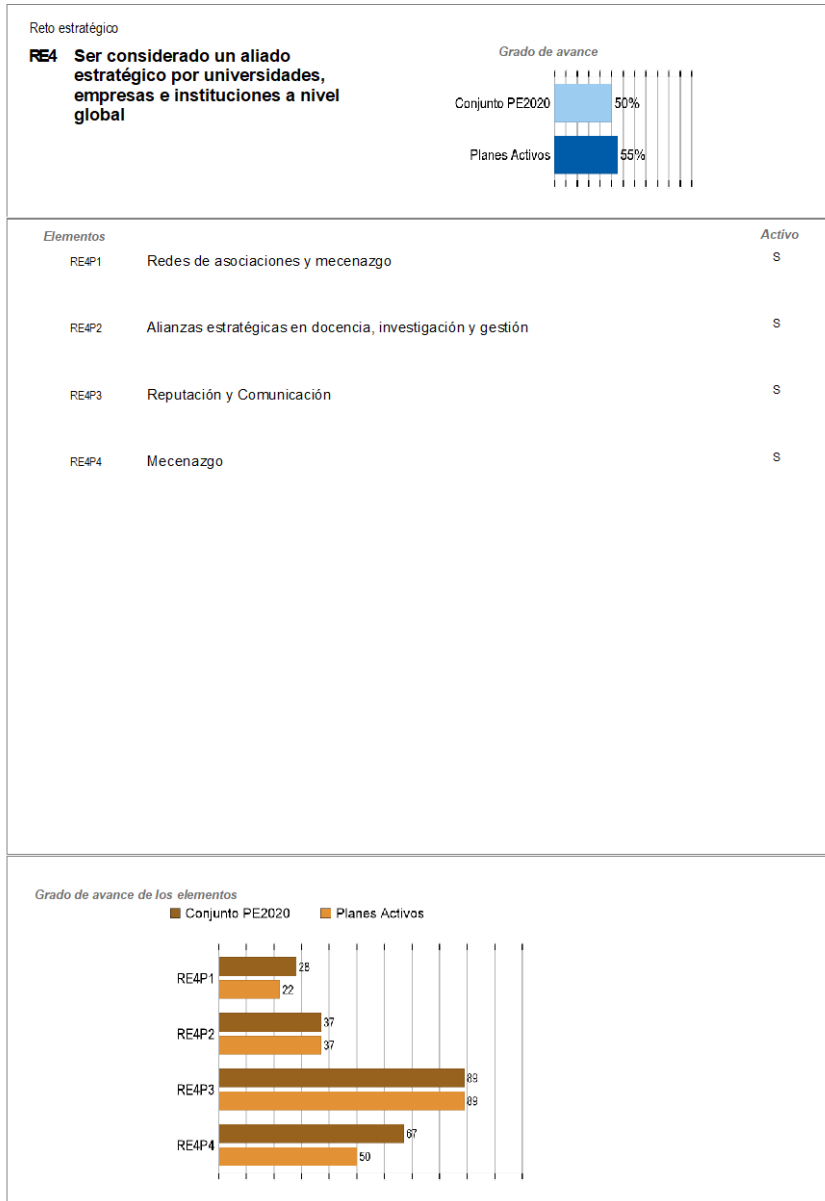 Reto estratégico
RE4 Ser considerado un aliado
estratégico por universidades,
empresas e instituciones a nivel
global
Grado de avance
Conjunto PE2020 50%
Planes Activos 55%
Elementos Activo
RE4P1 Redes de asociaciones y mecenazgo S
RE4P2 Alianzas estratégicas en docencia, investigación y gestión S
RE4P3 Reputación y Comunicación S
RE4P4 Mecenazgo S
Grado de avance de los elementos
Conjunto PE2020 Planes Activos
RE4P1 28
22
RE4P2 37
37
RE4P3 89
89
RE4P4 67
50